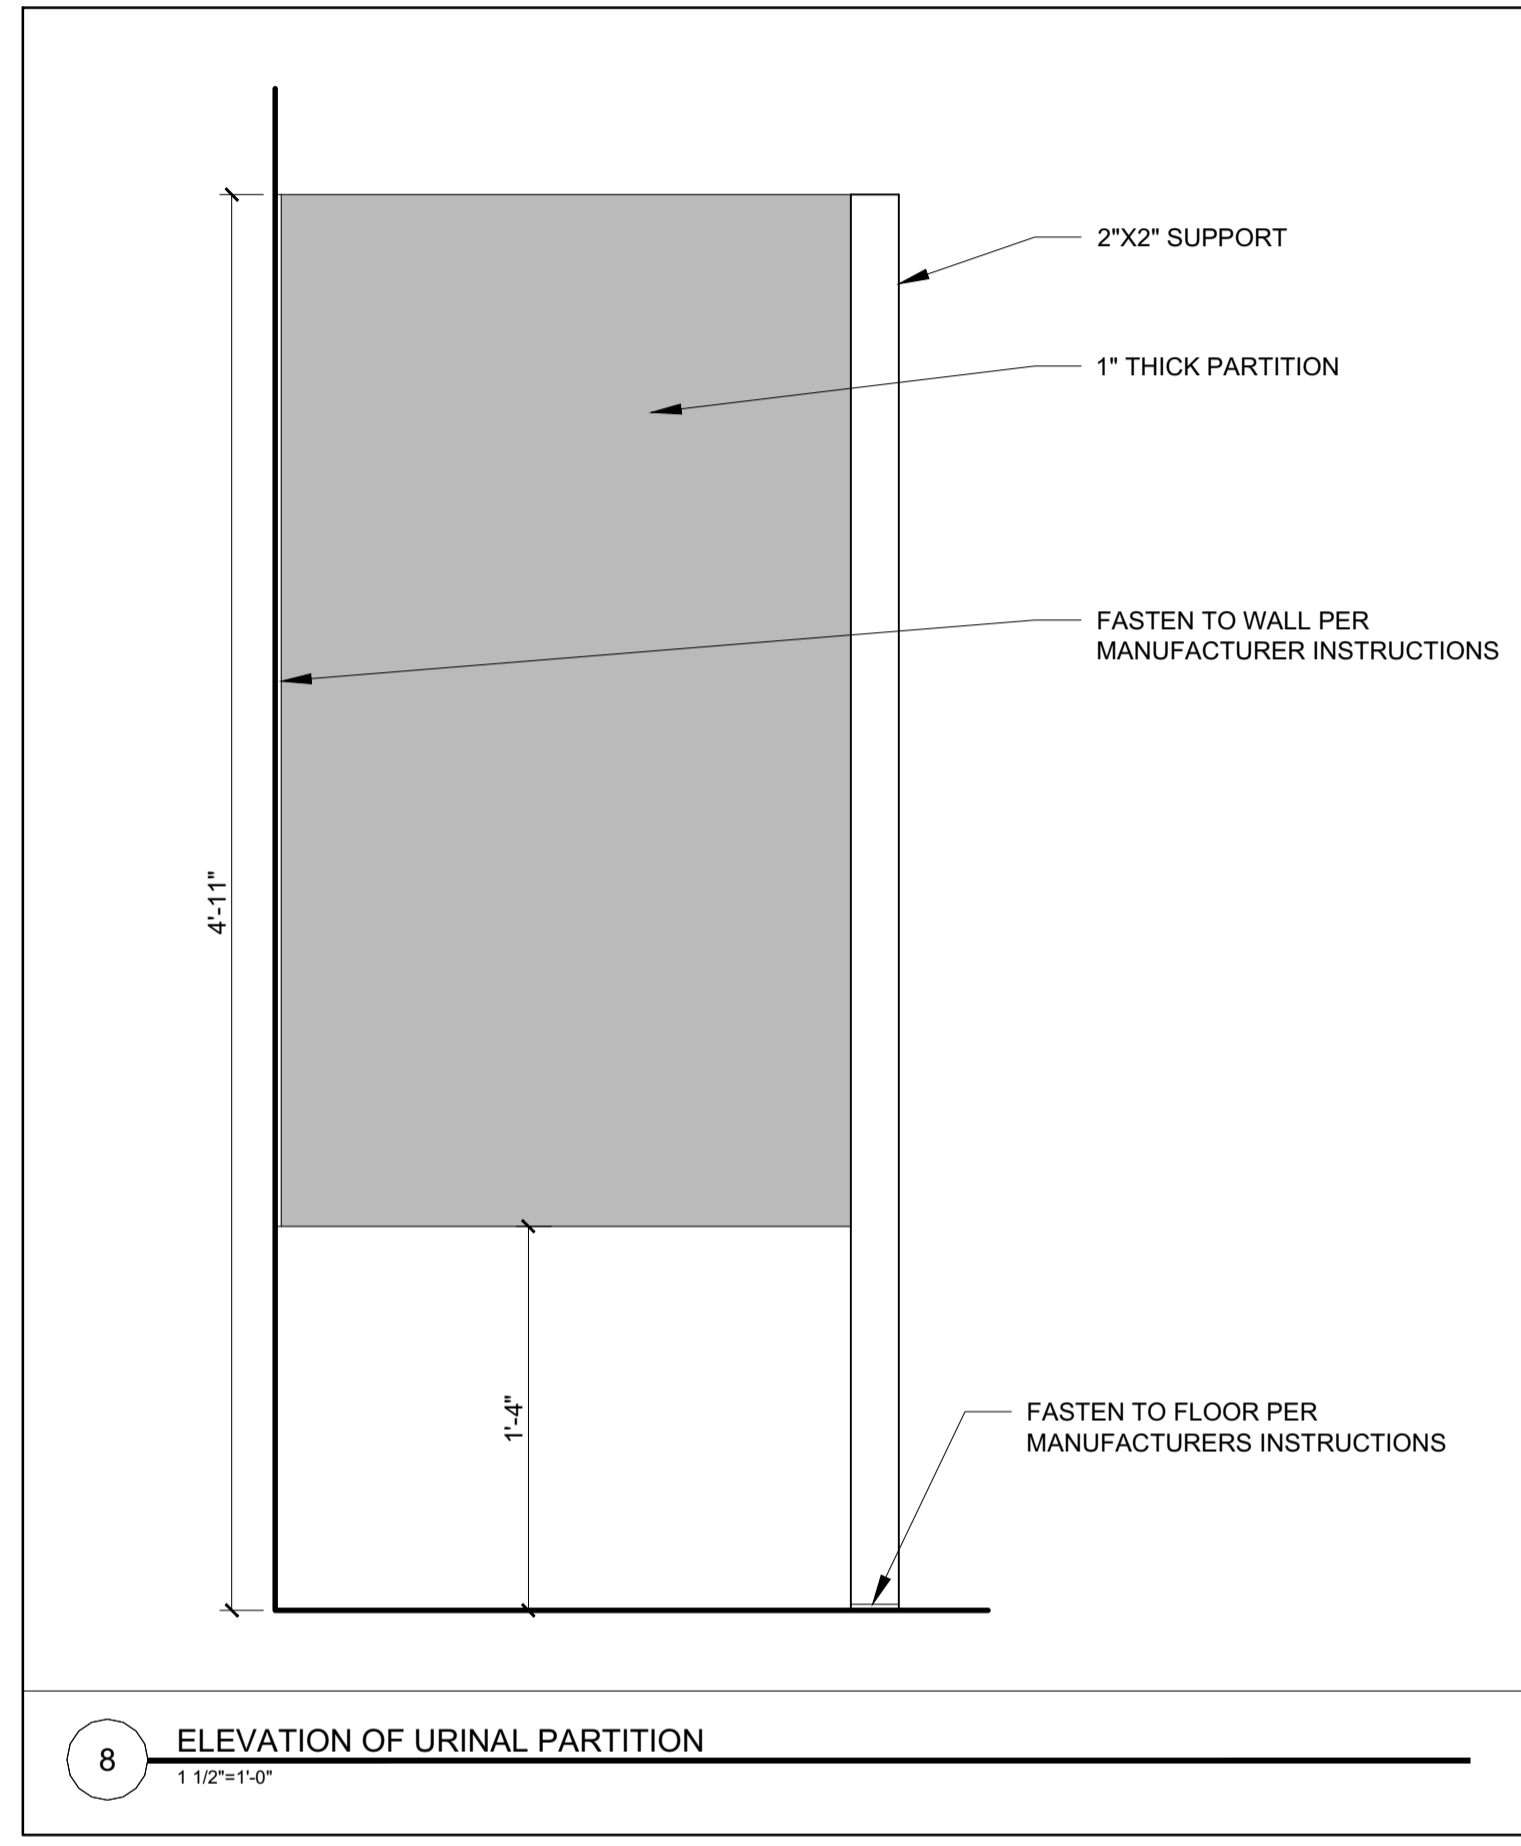 2"X2" SUPPORT
1" THICK PARTITION
FASTEN TO WALL PER
MANUFACTURER INSTRUCTIONS
4'-11"
1'-4"
FASTEN TO FLOOR PER
MANUFACTURERS INSTRUCTIONS
8
ELEVATION OF URINAL PARTITION
1 1/2"=1'-0"